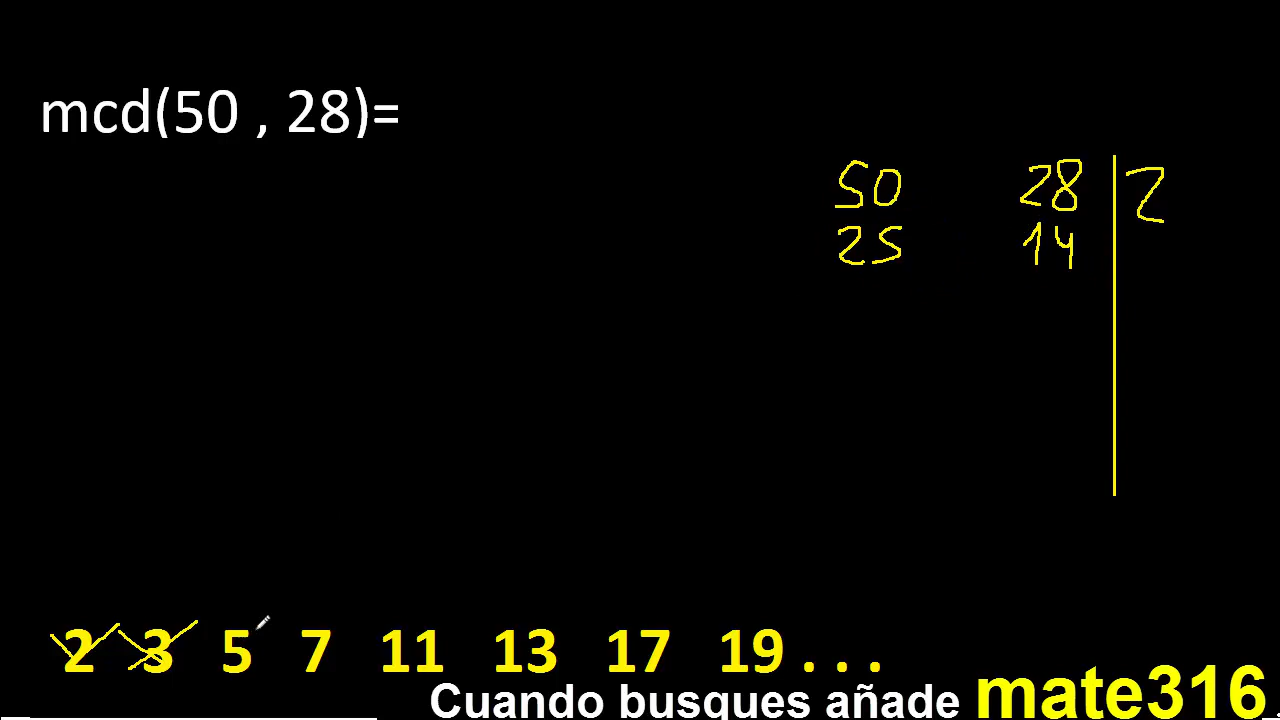 mcd(50 , 28)=
50 28 2
25 14
2 3 5 7 11 13 17 19 . . .
Cuando busques añade mate316